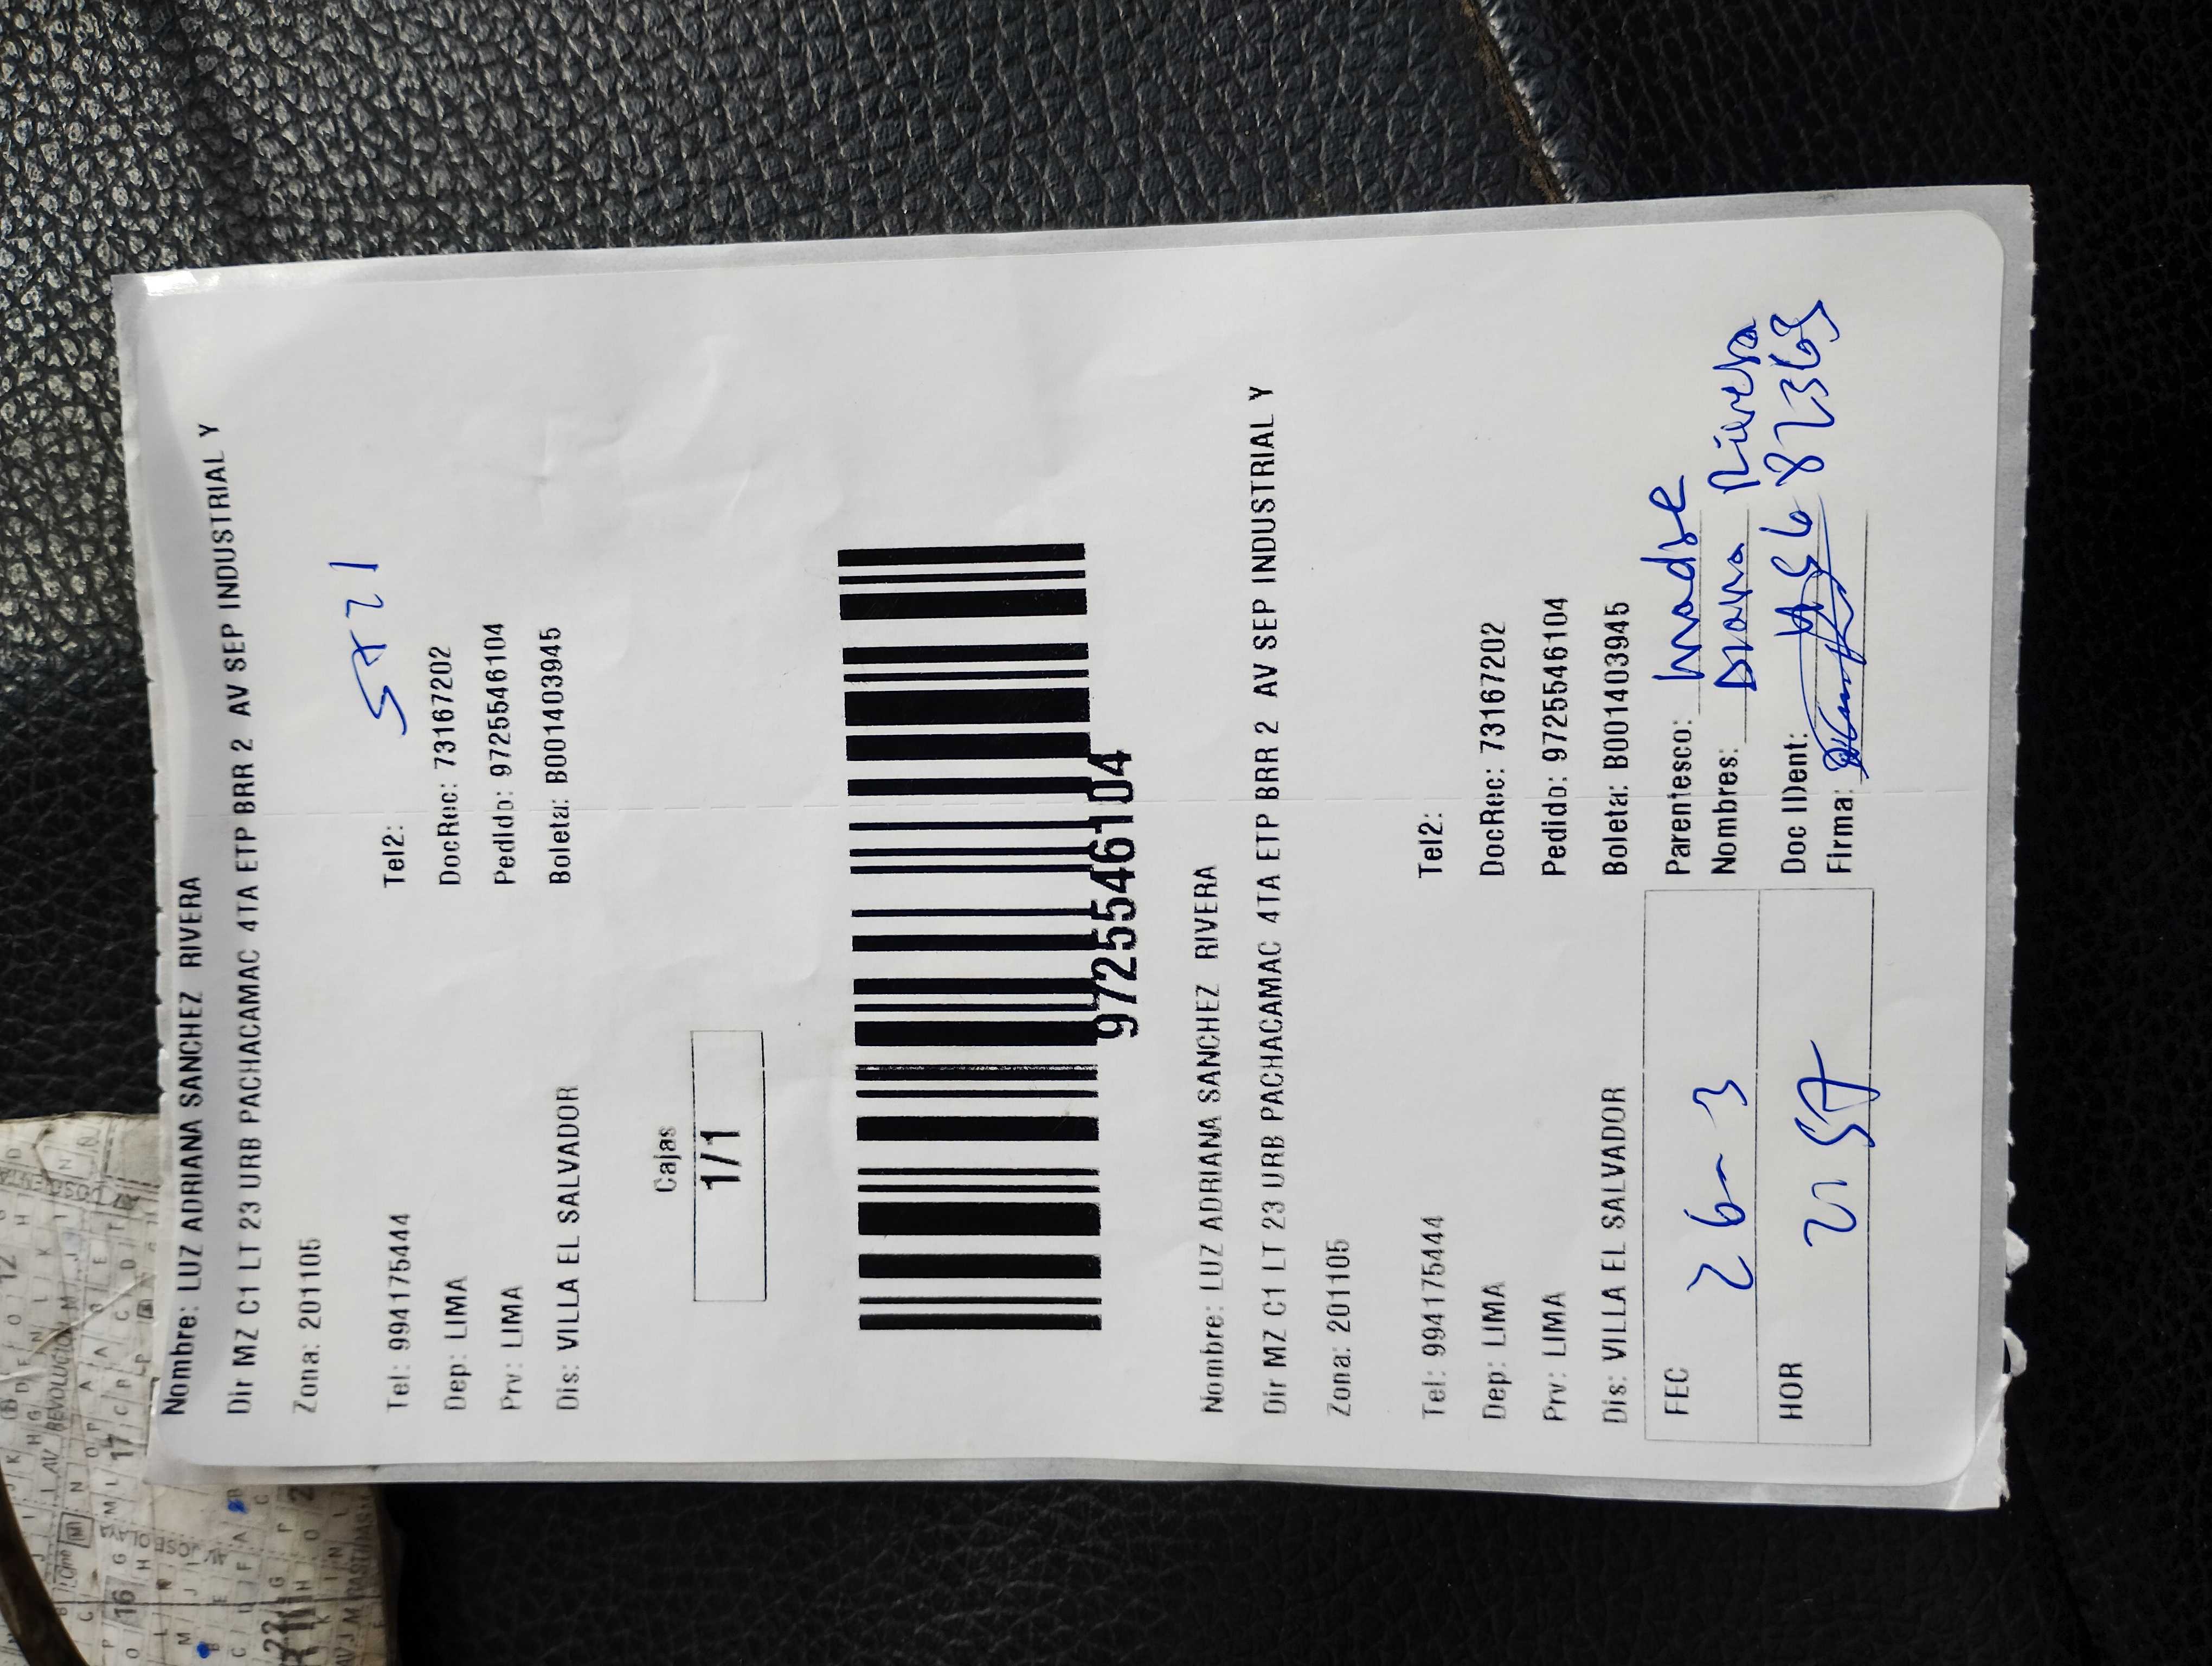 Nombre: LUZ ADRIANA SANCHEZ RIVERA
Dir MZ C1 LT 23 URB PACHACAMAC 4TA ETP BRR 2 AV SEP INDUSTRIAL Y
Zona: 201105
Tel: 994175444 Tel2:
Dep: LIMA DocRec: 73167202
Prv: LIMA Pedido: 9725546104
Dis: VILLA EL SALVADOR Boleta: B001403945
Cajas
1/1
9725546104
Nombre: LUZ ADRIANA SANCHEZ RIVERA
Dir MZ C1 LT 23 URB PACHACAMAC 4TA ETP BRR 2 AV SEP INDUSTRIAL Y
Zona: 201105
Tel: 994175444 Tel2:
Dep: LIMA DocRec: 73167202
Prv: LIMA Pedido: 9725546104
Dis: VILLA EL SALVADOR Boleta: B001403945
FEC 26-3 Parentesco: Madre
Nombres: Rivera
HOR Doc IDent:
Firma: